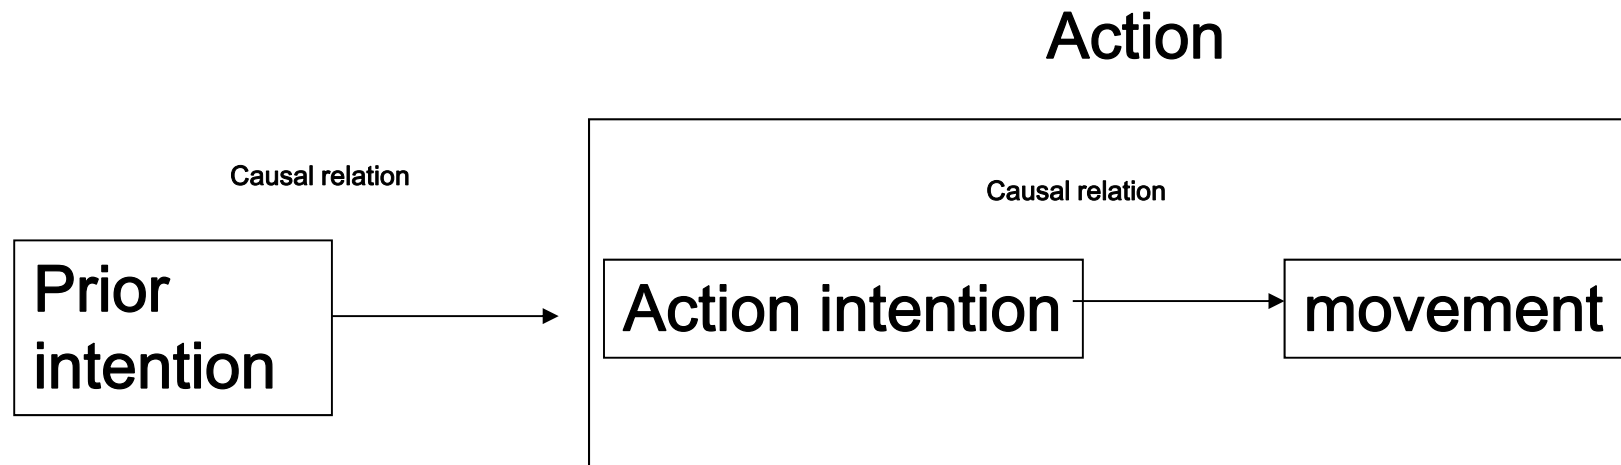 Action
Causal relation
Causal relation
Prior
intention
Action intention
movement